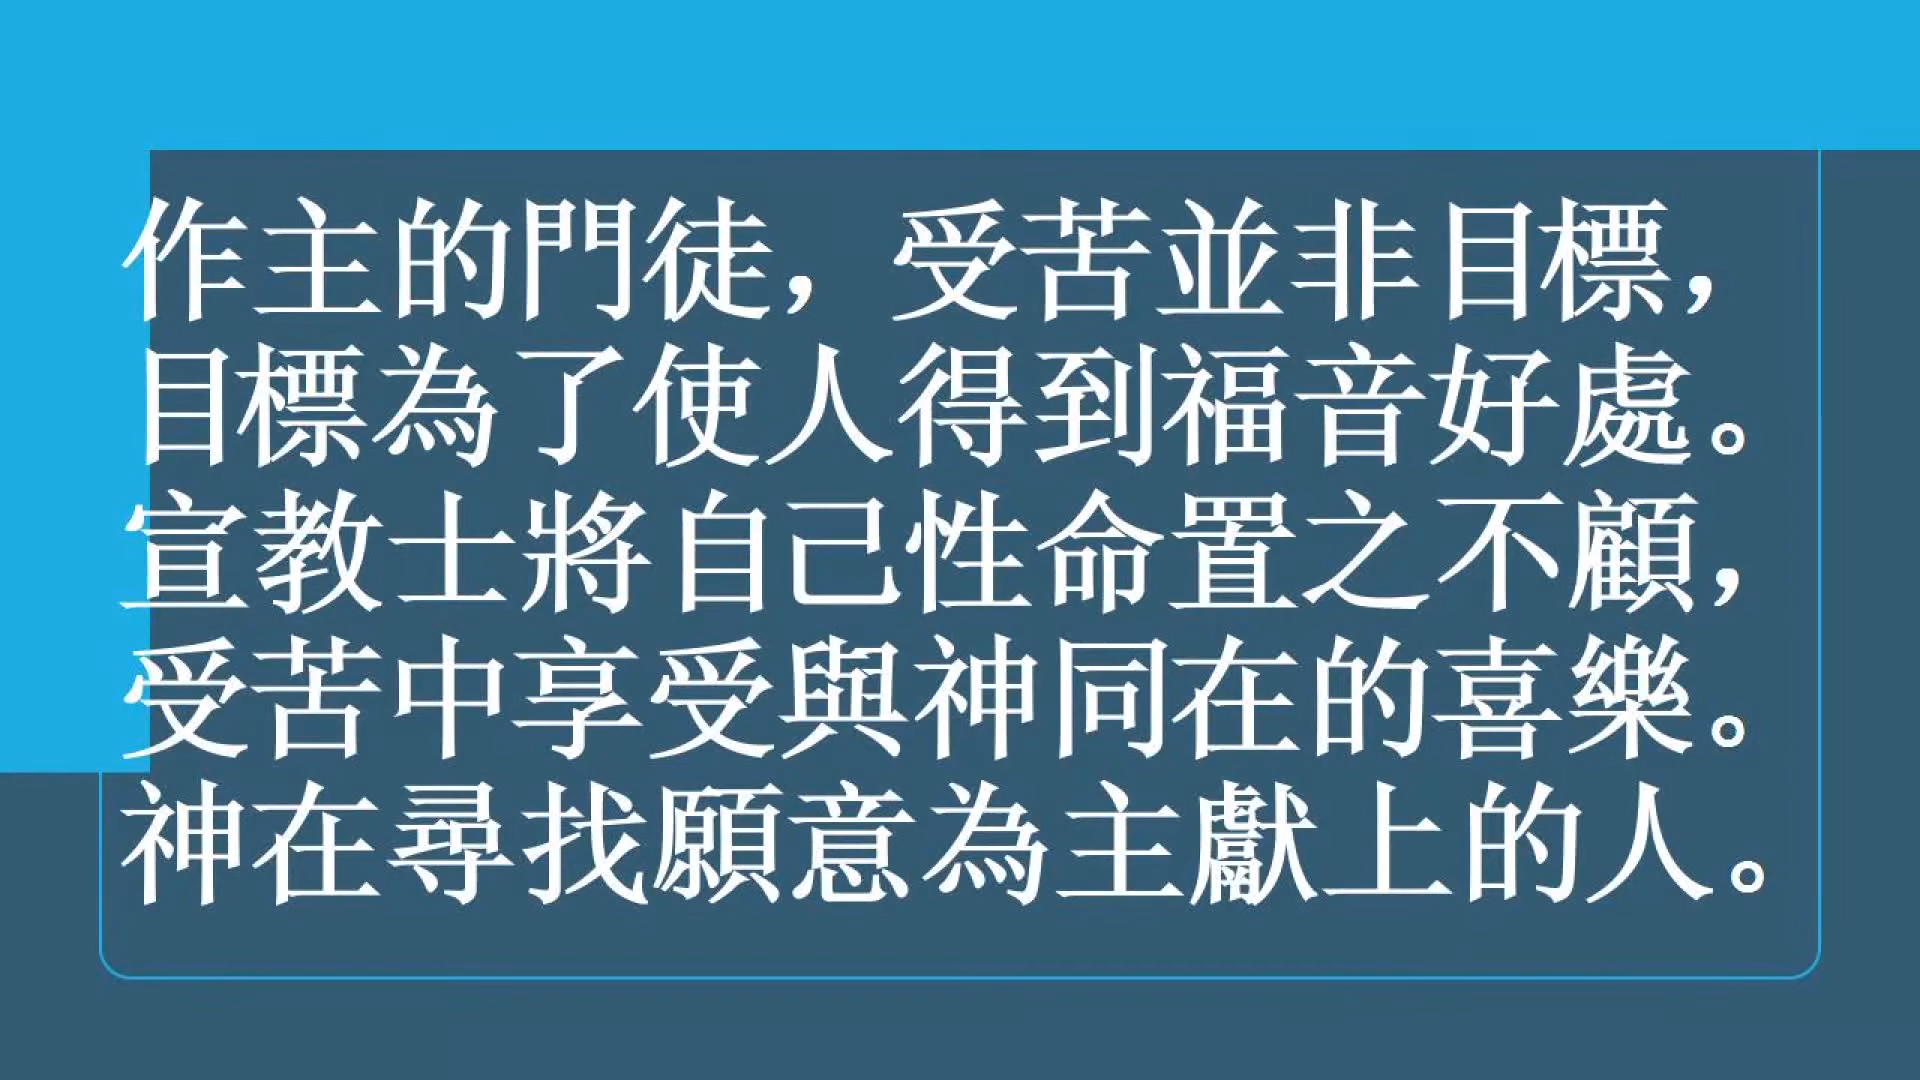 作主的門徒，受苦並非目標，
目標為了使人得到福音好處。
宣教士將自己性命置之不顧，
受苦中享受與神同在的喜樂。
神在尋找願意為主獻上的人。